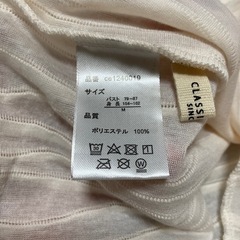 品番 601248019
サイズ
バスト 79-87
身 長 154-162
M
品質
ポリエステル 100%
CLASSI
SINC